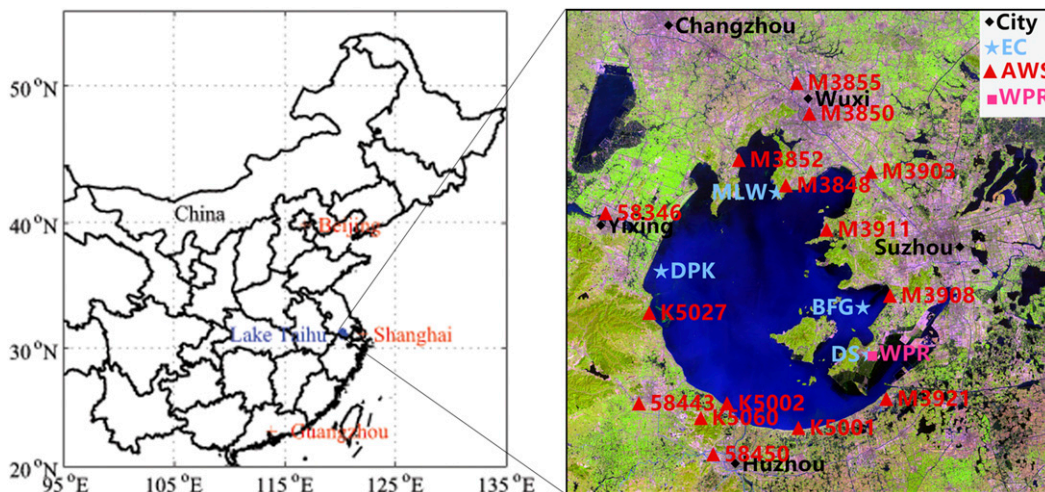 50°N
40°N
30°N
20°N
95°E
105°E
115°E
125°E
135°E
China
Beijing
Lake Taihu
Shanghai
Guangzhou
Changzhou
City
EC
AWS
WPR
M3855
Wuxi
M3850
M3852
M3903
MLW
M3848
58346
Yixing
M3911
Suzhou
DPK
M3908
K5027
BFG
DS
WPR
58443
K5002
M3921
K5060
K5001
58450
Huzhou